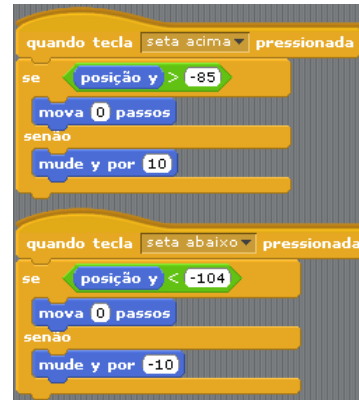 quando tecla seta acima pressionada
se posição y > -85
mova 0 passos
senão
mude y por 10
quando tecla seta abaixo pressionada
se posição y < -104
mova 0 passos
senão
mude y por -10